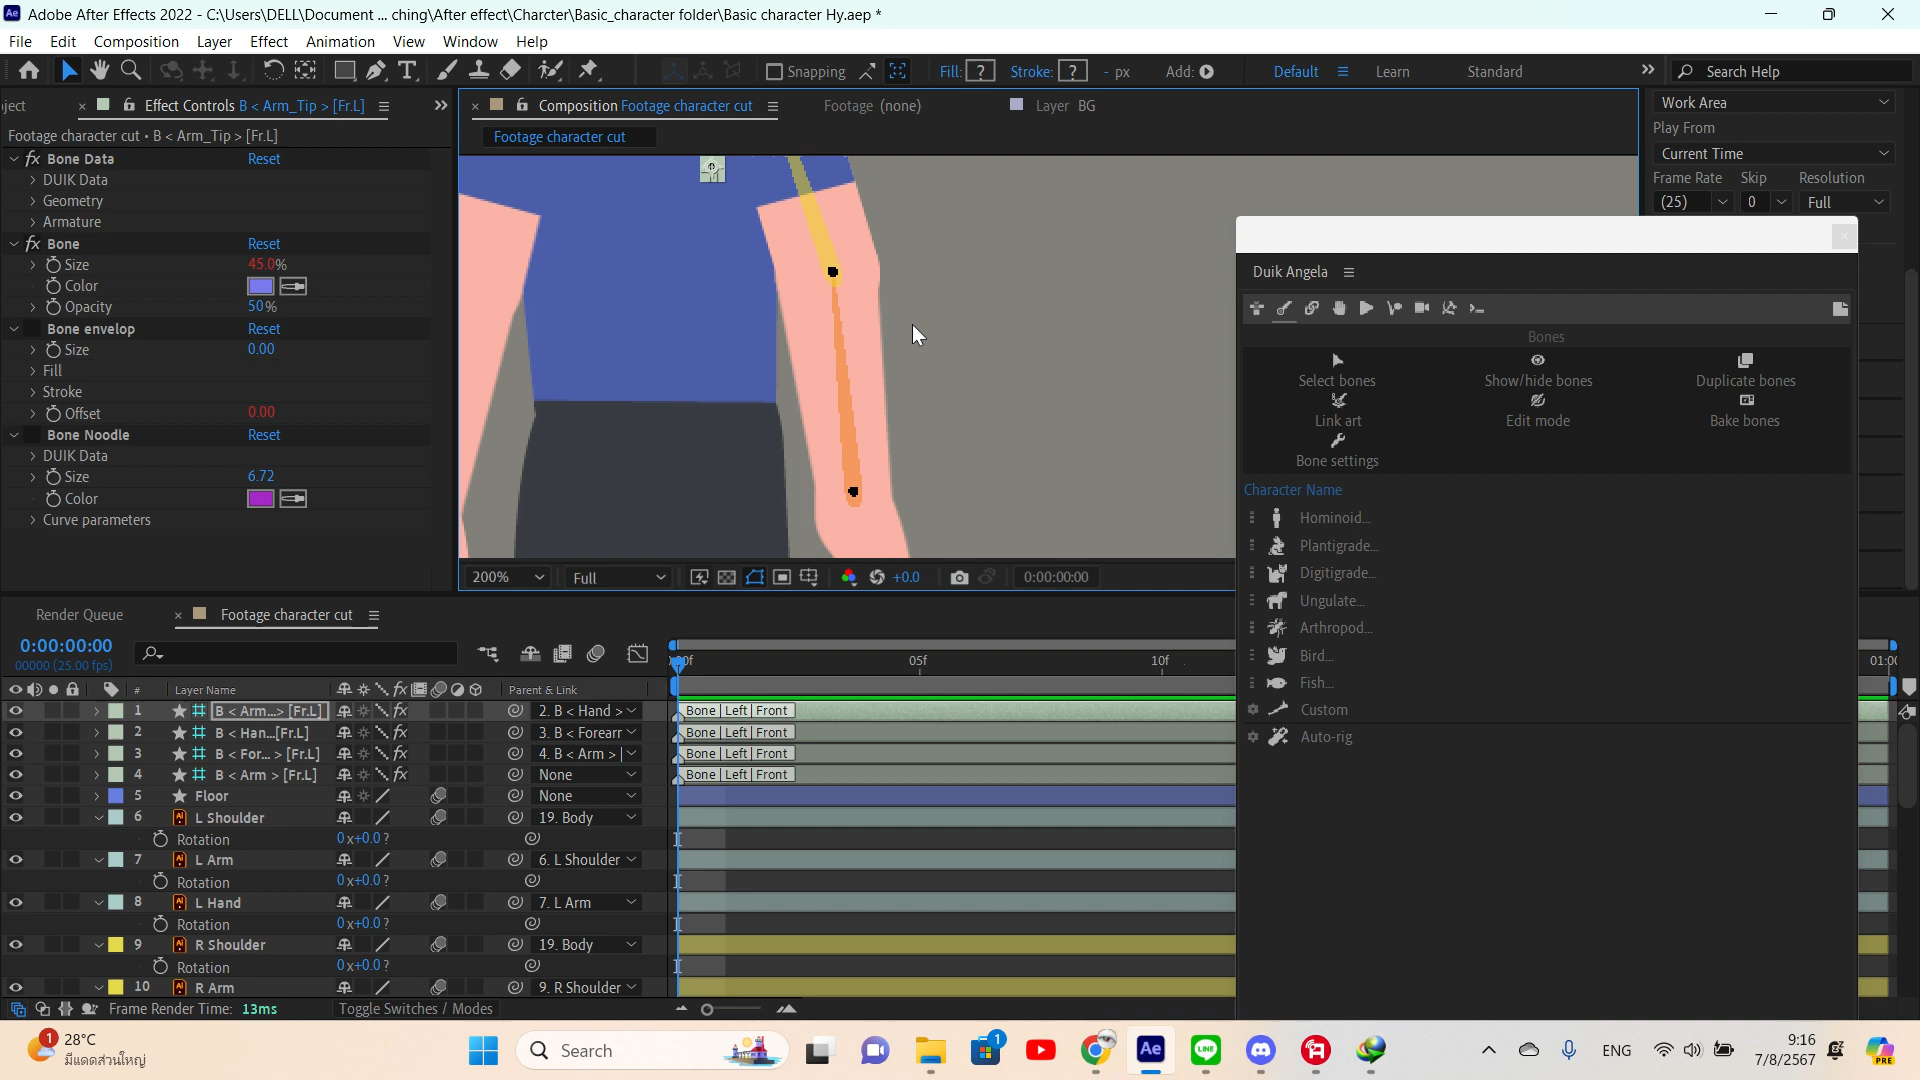 Adobe After Effects 2022 - C:\Users\DELL\Document ... ching\After effect\Charcter\Basic_character folder\Basic character Hy.aep *
File Edit Composition Layer Effect Animation View Window Help
Snapping Fill: ? Stroke: ? - px Add: Default Learn Standard Search Help
ject Effect Controls B < Arm_Tip > [Fr.L] Composition Footage character cut Footage (none) Layer BG
Footage character cut • B < Arm_Tip > [Fr.L]
Footage character cut
Bone Data Reset
DUIK Data
Geometry
Armature
Bone Reset
Size 45.0%
Color
Opacity 50%
Bone envelop Reset
Size 0.00
Fill
Stroke
Offset 0.00
Bone Noodle Reset
DUIK Data
Size 6.72
Color
Curve parameters
200% Full +0.0 0:00:00:00
Work Area
Play From
Current Time
Frame Rate Skip Resolution
(25) 0 Full
Duik Angela
Bones
Select bones Show/hide bones Duplicate bones
Link art Edit mode Bake bones
Bone settings
Character Name
Hominoid...
Plantigrade...
Digitigrade...
Ungulate...
Arthropod...
Bird...
Fish...
Custom
Auto-rig
Render Queue Footage character cut
0:00:00:00
00000 (25.00 fps)
05f 10f 01:0
# Layer Name Parent & Link
1 B < Arm...> [Fr.L] 2. B < Hand > Bone | Left | Front
2 B < Han...[Fr.L] 3. B < Forearr Bone | Left | Front
3 B < For... > [Fr.L] 4. B < Arm > | Bone | Left | Front
4 B < Arm > [Fr.L] None Bone | Left | Front
5 Floor None
6 L Shoulder 19. Body
Rotation 0x+0.0?
7 L Arm 6. L Shoulder
Rotation 0x+0.0?
8 L Hand 7. L Arm
Rotation 0x+0.0?
9 R Shoulder 19. Body
Rotation 0x+0.0?
10 R Arm 9. R Shoulder
Frame Render Time: 13ms Toggle Switches / Modes
1 28°C
มีแดดส่วนใหญ่
Search
1
Ae
LINE
ENG
9:16
7/8/2567
PRE